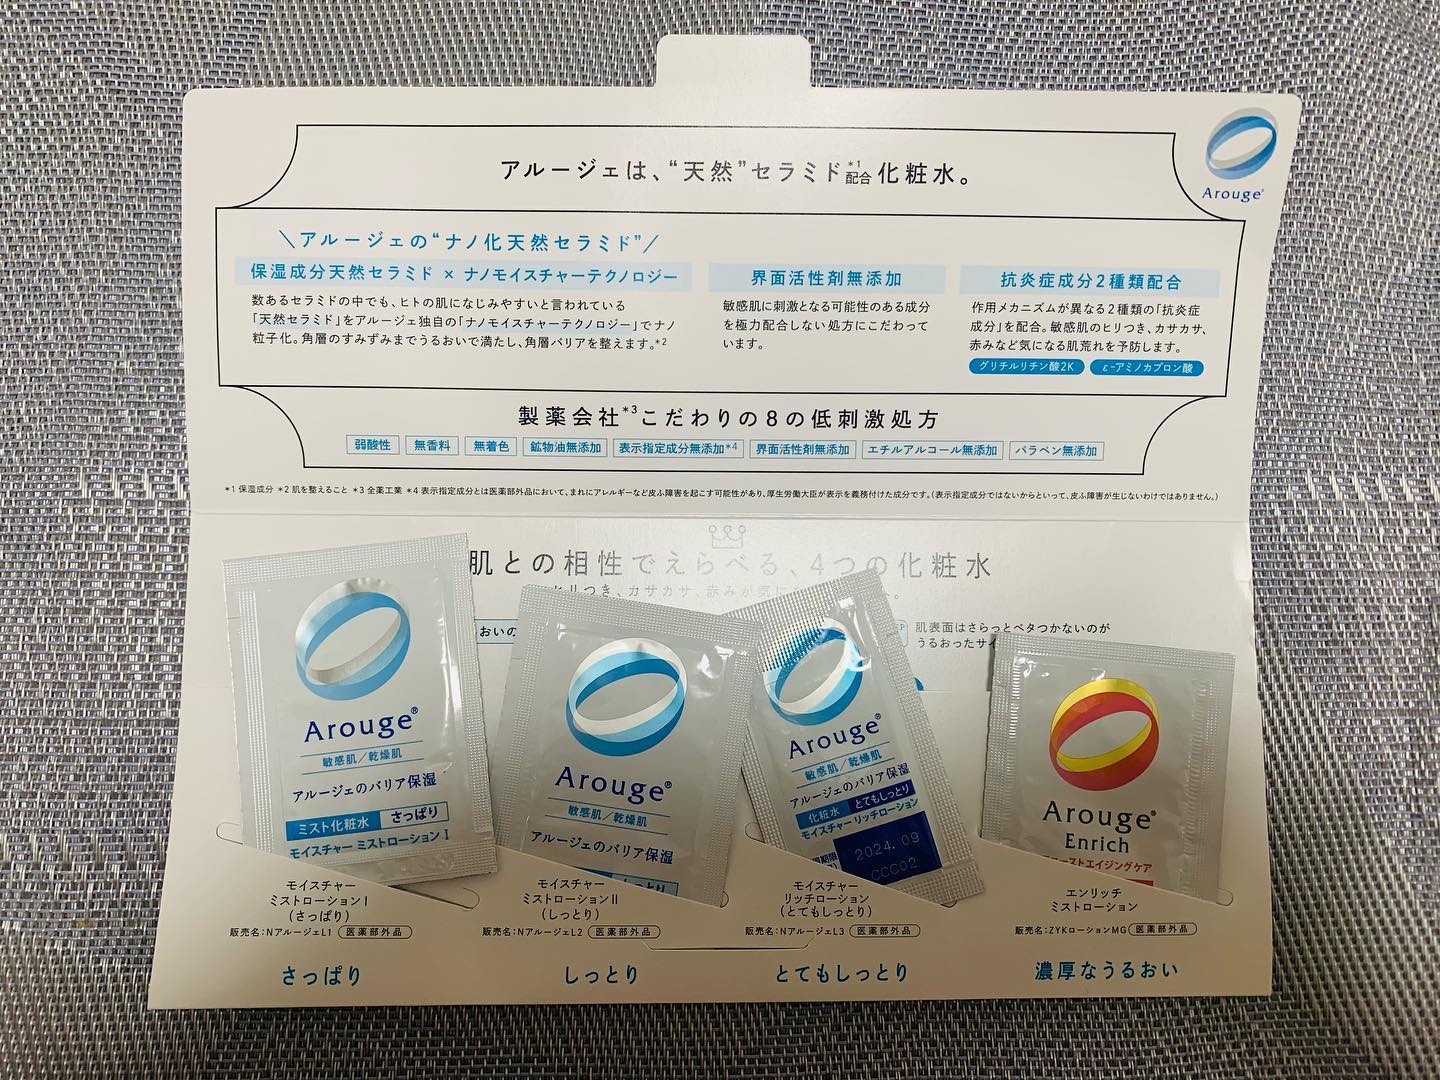 アルージェは、“天然”セラミド*1配合化粧水。
Arouge®
＼アルージェの“ナノ化天然セラミド”／
保湿成分天然セラミド × ナノモイスチャーテクノロジー
数あるセラミドの中でも、ヒトの肌になじみやすいと言われている
「天然セラミド」をアルージェ独自の「ナノモイスチャーテクノロジー」でナノ
粒子化。角層のすみずみまでうるおいで満たし、角層バリアを整えます。*2
界面活性剤無添加
敏感肌に刺激となる可能性のある成分
を極力配合しない処方にこだわって
います。
抗炎症成分2種類配合
作用メカニズムが異なる2種類の「抗炎症
成分」を配合。敏感肌のヒリつき、カサカサ、
赤みなど気になる肌荒れを予防します。
グリチルリチン酸2K ε-アミノカプロン酸
製薬会社*3こだわりの8の低刺激処方
弱酸性 無香料 無着色 鉱物油無添加 表示指定成分無添加*4 界面活性剤無添加 エチルアルコール無添加 パラベン無添加
*1 保湿成分 *2 肌を整えること *3 全薬工業 *4 表示指定成分とは医薬部外品において、まれにアレルギーなど皮ふ障害を起こす可能性があり、厚生労働大臣が表示を義務付けた成分です。(表示指定成分ではないからといって、皮ふ障害が生じないわけではありません。)
肌との相性でえらべる、4つの化粧水
ヒリつき、カサカサ、赤みが気に
おいの
肌表面はさらっとベタつかないのが
うるおったサイ
Arouge®
敏感肌／乾燥肌
アルージェのバリア保湿
ミスト化粧水 さっぱり
モイスチャー ミストローション I
Arouge®
敏感肌／乾燥肌
アルージェのバリア保湿
しっとり
Arouge®
敏感肌／乾燥肌
アルージェのバリア保湿
化粧水 とてもしっとり
モイスチャー リッチローション
期限
2024.09
CCC02
Arouge®
Enrich
ーストエイジングケア
モイスチャー
ミストローションI
(さっぱり)
販売名:NアルージェL1 医薬部外品
さっぱり
モイスチャー
ミストローションII
(しっとり)
販売名:NアルージェL2 医薬部外品
しっとり
モイスチャー
リッチローション
(とてもしっとり)
販売名:NアルージェL3 医薬部外品
とてもしっとり
エンリッチ
ミストローション
販売名:ZYKローションMG 医薬部外品
濃厚なうるおい